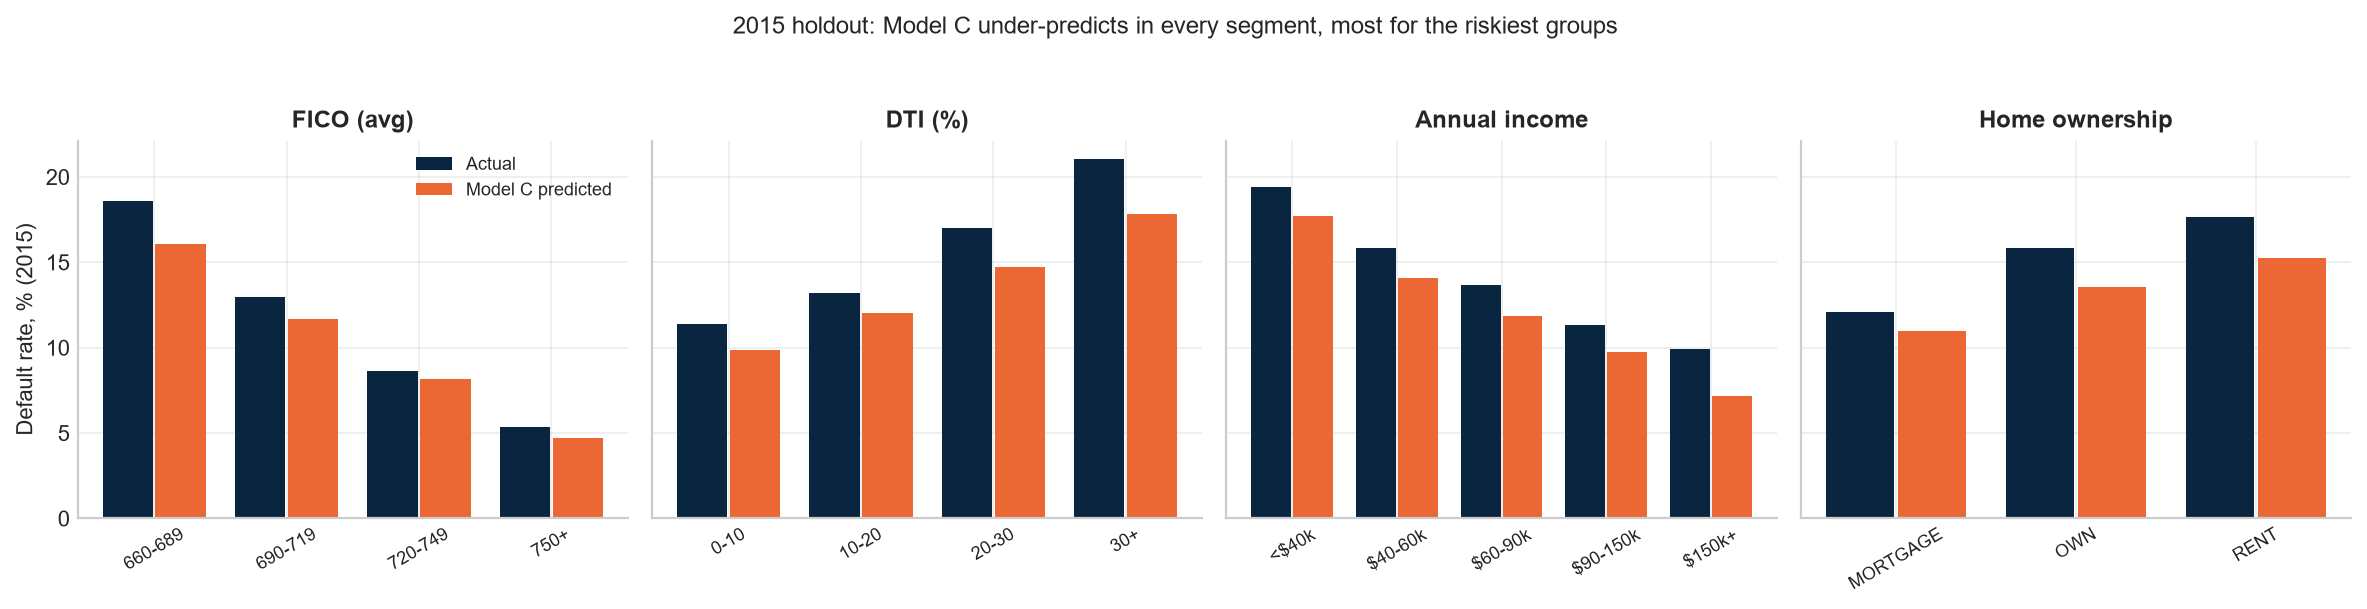 2015 holdout: Model C under-predicts in every segment, most for the riskiest groups
FICO (avg)
DTI (%)
Annual income
Home ownership
Actual
Model C predicted
Default rate, % (2015)
20
15
10
5
0
660-689
690-719
720-749
750+
0-10
10-20
20-30
30+
<$40k
$40-60k
$60-90k
$90-150k
$150k+
MORTGAGE
OWN
RENT